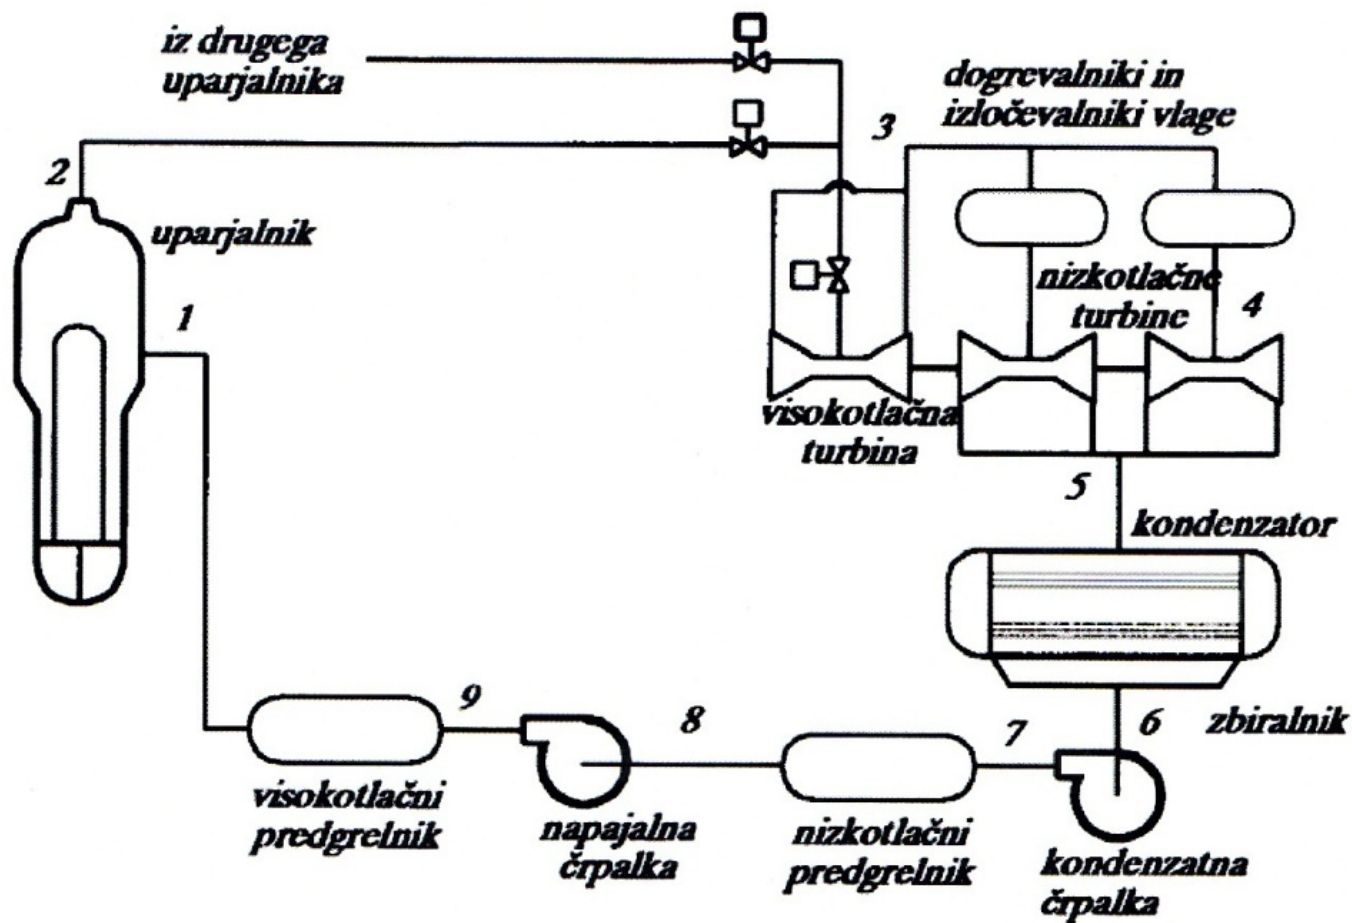 iz drugega
uparjalnika
dogrevalniki in
izločevalniki vlage
3
2
uparjalnik
1
nizkotlačne
turbine
4
visokotlačna
turbina
5
kondenzator
9
8
7
6
zbiralnik
visokotlačni
predgrelnik
napajalna
črpalka
nizkotlačni
predgrelnik
kondenzatna
črpalka